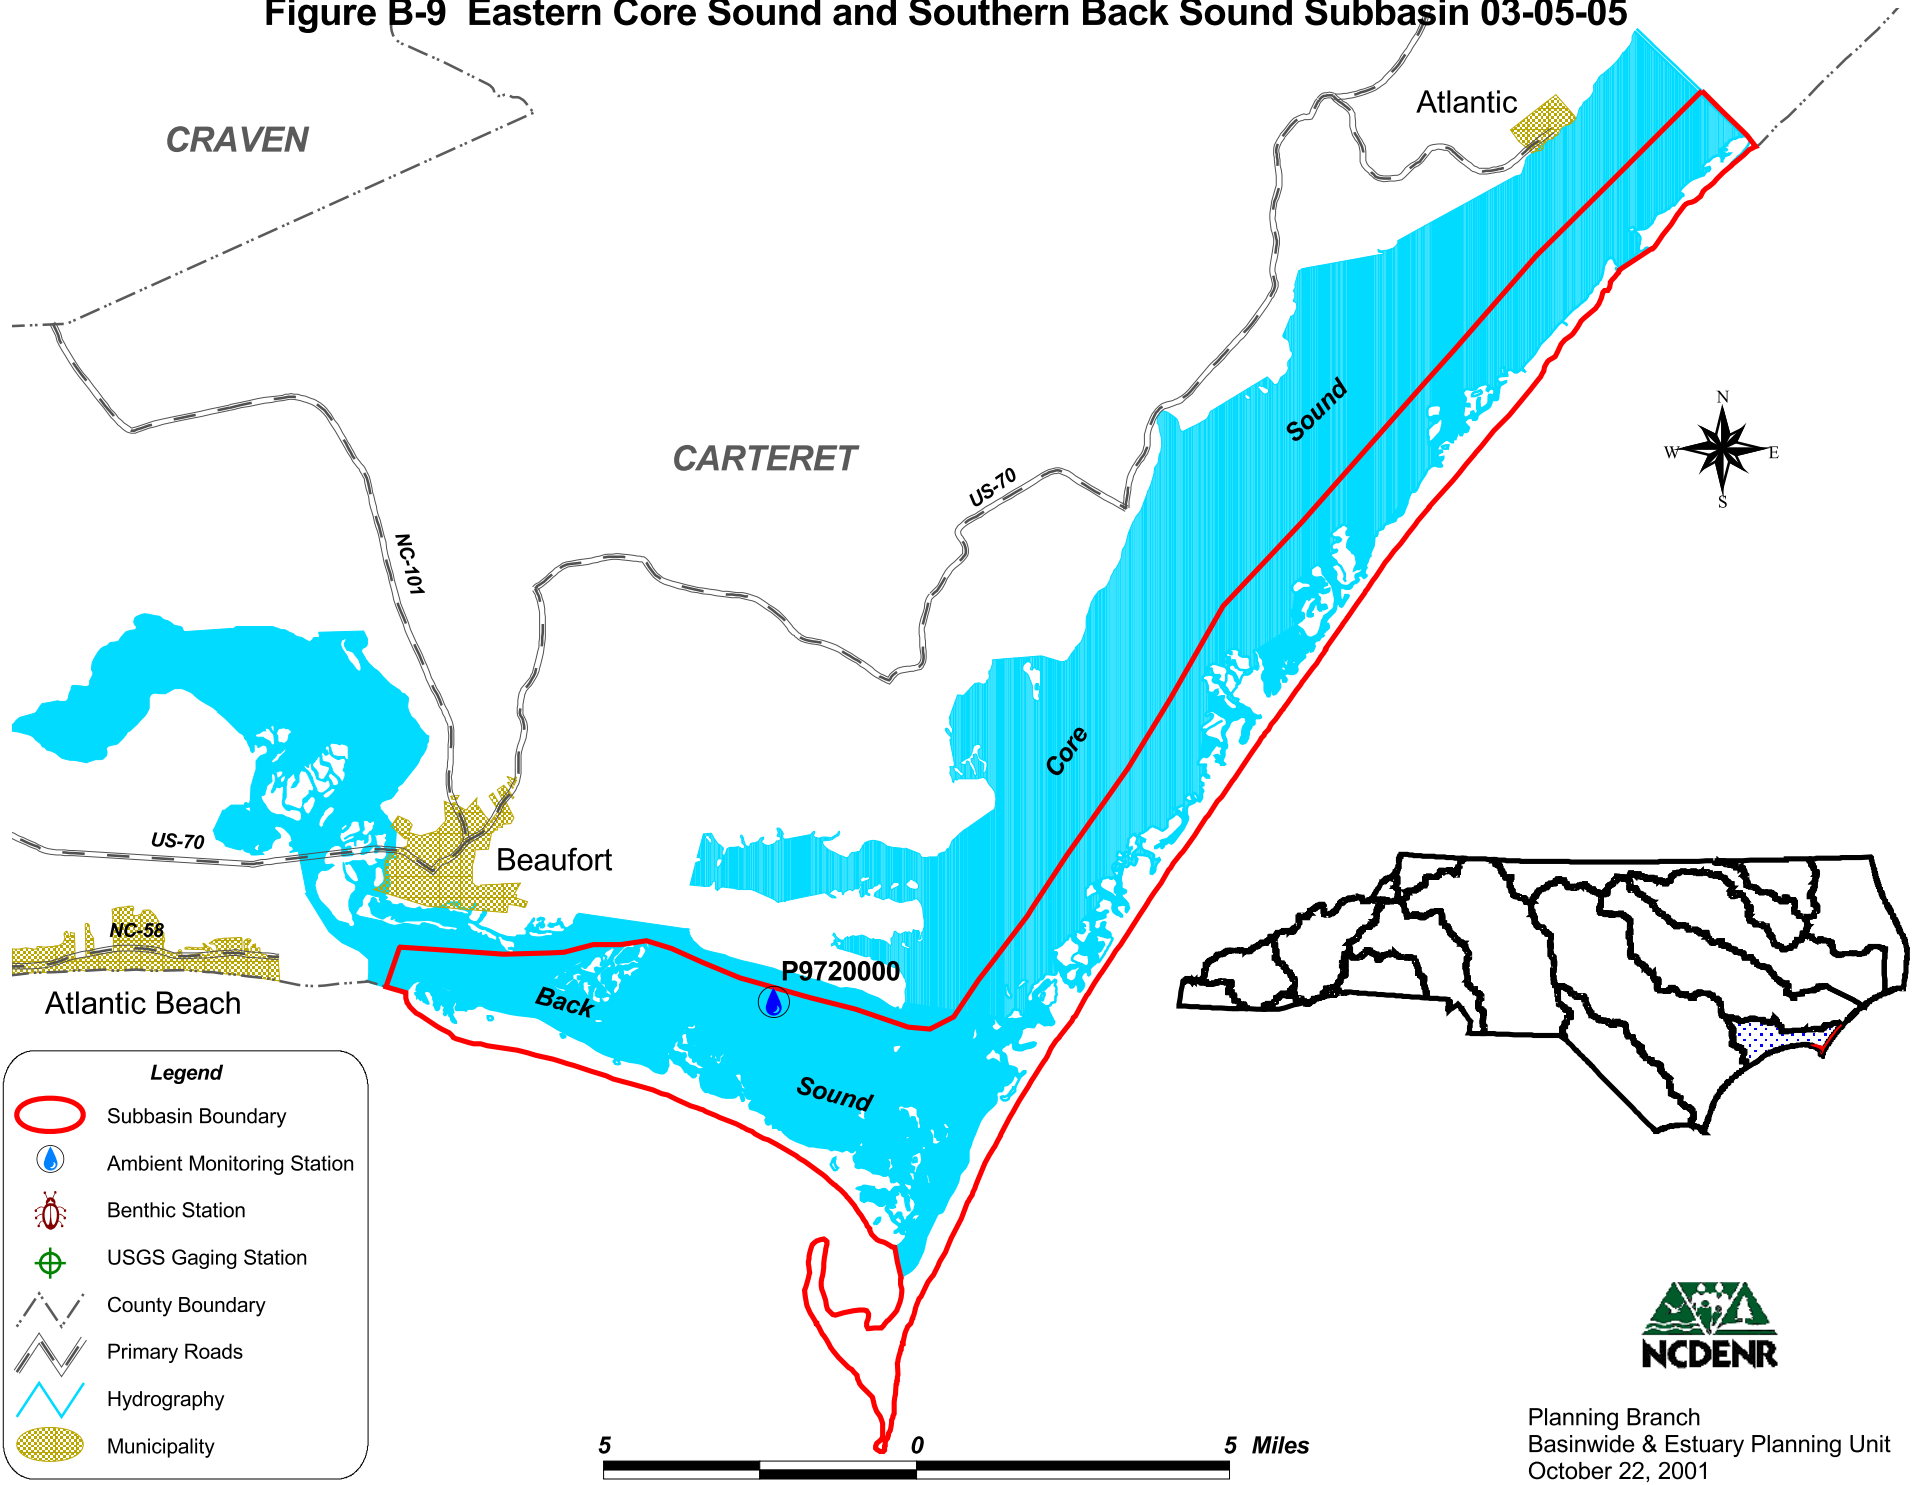 Figure B-9 Eastern Core Sound and Southern Back Sound Subbasin 03-05-05
Atlantic
CRAVEN
Sound
N
W E
S
CARTERET
US-70
NC-101
Core
US-70
Beaufort
NC-58
P9720000
Atlantic Beach
Back
Sound
Legend
Subbasin Boundary
Ambient Monitoring Station
Benthic Station
USGS Gaging Station
County Boundary
Primary Roads
Hydrography
Municipality
NCDENR
5 0 5 Miles
Planning Branch
Basinwide & Estuary Planning Unit
October 22, 2001